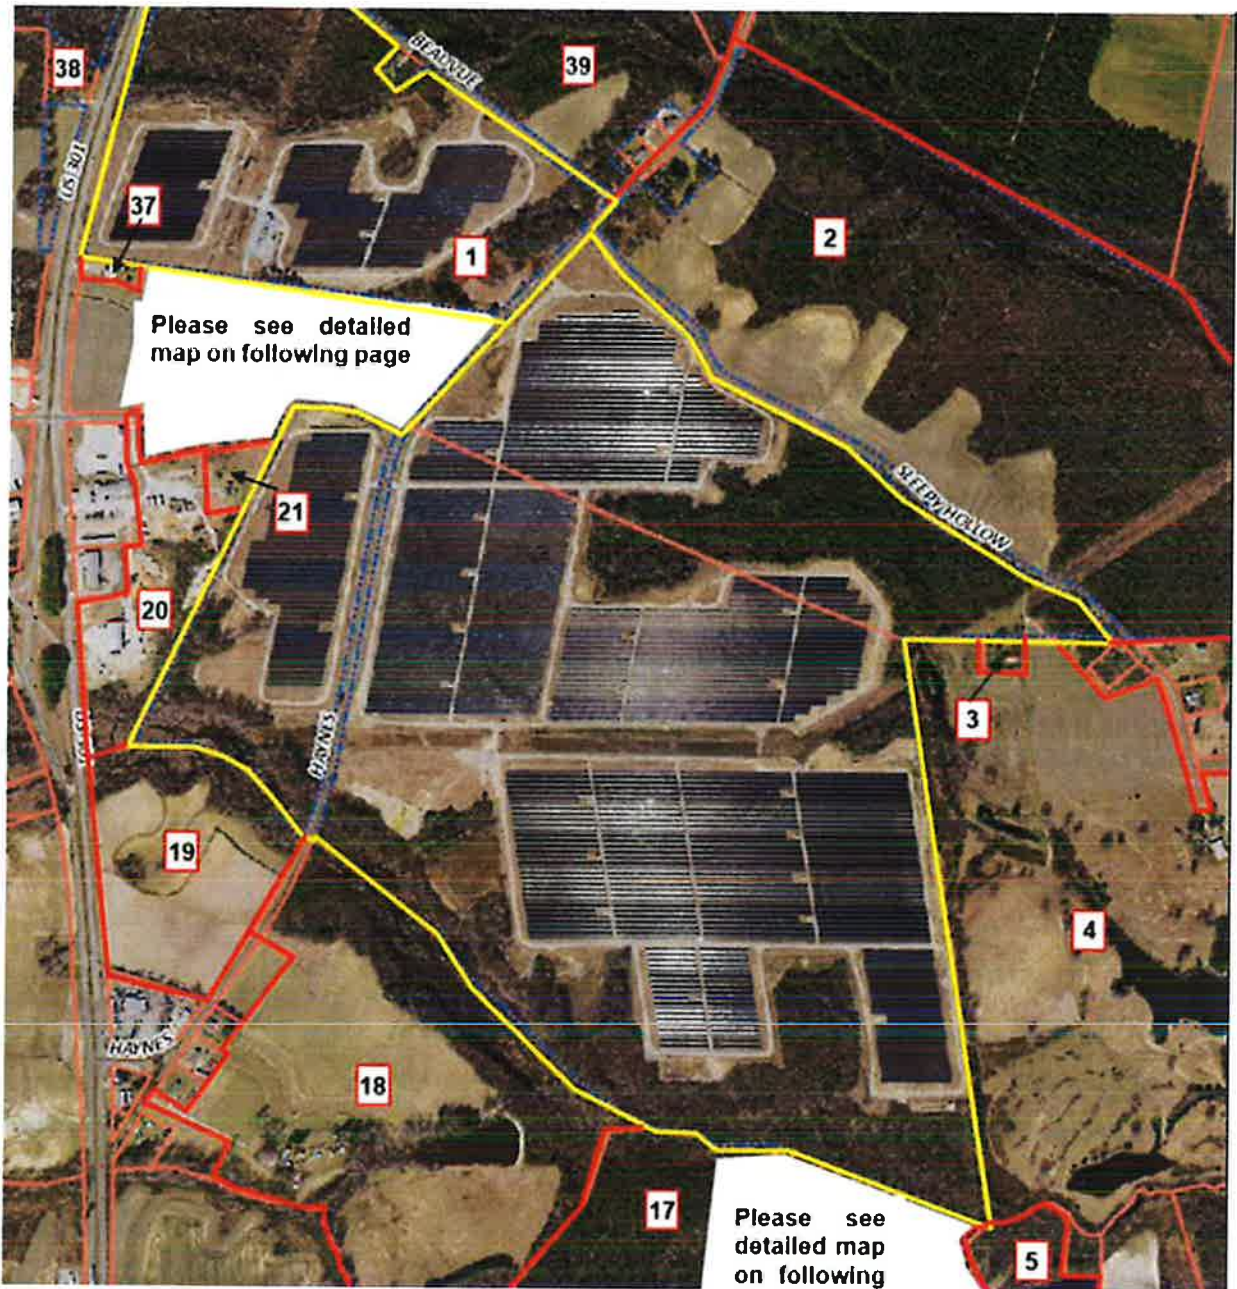 38
BEAUVUE
39
US 301
37
1
2
Please see detailed
map on following page
SLEEPY HOLLOW
21
20
3
HAYNES
19
4
HAYNES
18
17
Please see
detailed map
on following
5